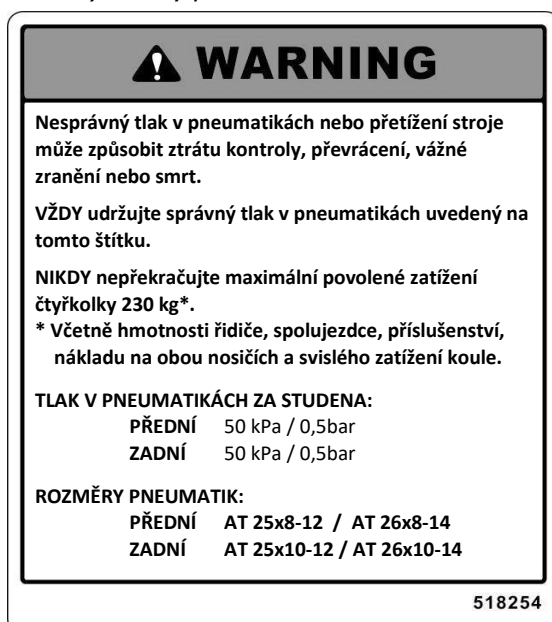 WARNING
Nesprávný tlak v pneumatikách nebo přetížení stroje
může způsobit ztrátu kontroly, převrácení, vážné
zranění nebo smrt.
VŽDY udržujte správný tlak v pneumatikách uvedený na
tomto štítku.
NIKDY nepřekračujte maximální povolené zatížení
čtyřkolky 230 kg*.
* Včetně hmotnosti řidiče, spolujezdce, příslušenství,
nákladu na obou nosičích a svislého zatížení koule.
TLAK V PNEUMATIKÁCH ZA STUDENA:
PŘEDNÍ 50 kPa / 0,5bar
ZADNÍ 50 kPa / 0,5bar
ROZMĚRY PNEUMATIK:
PŘEDNÍ AT 25x8-12 / AT 26x8-14
ZADNÍ AT 25x10-12 / AT 26x10-14
518254